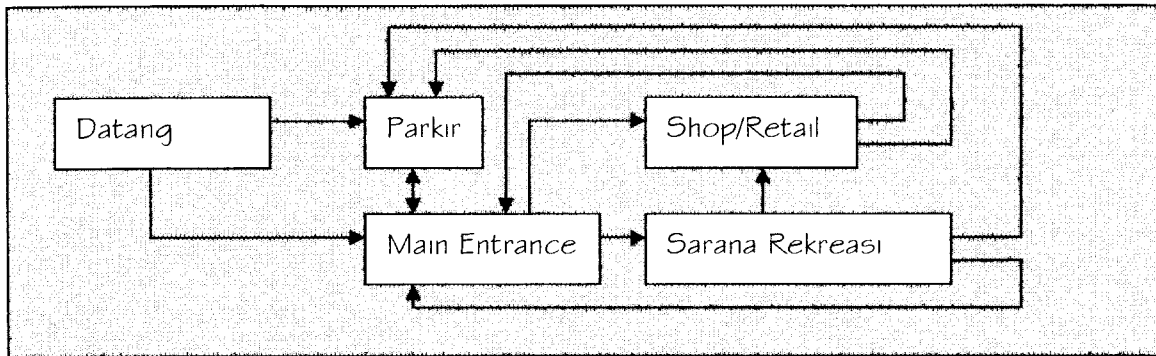 Datang
Parkir
Shop/Retail
Main Entrance
Sarana Rekreasi